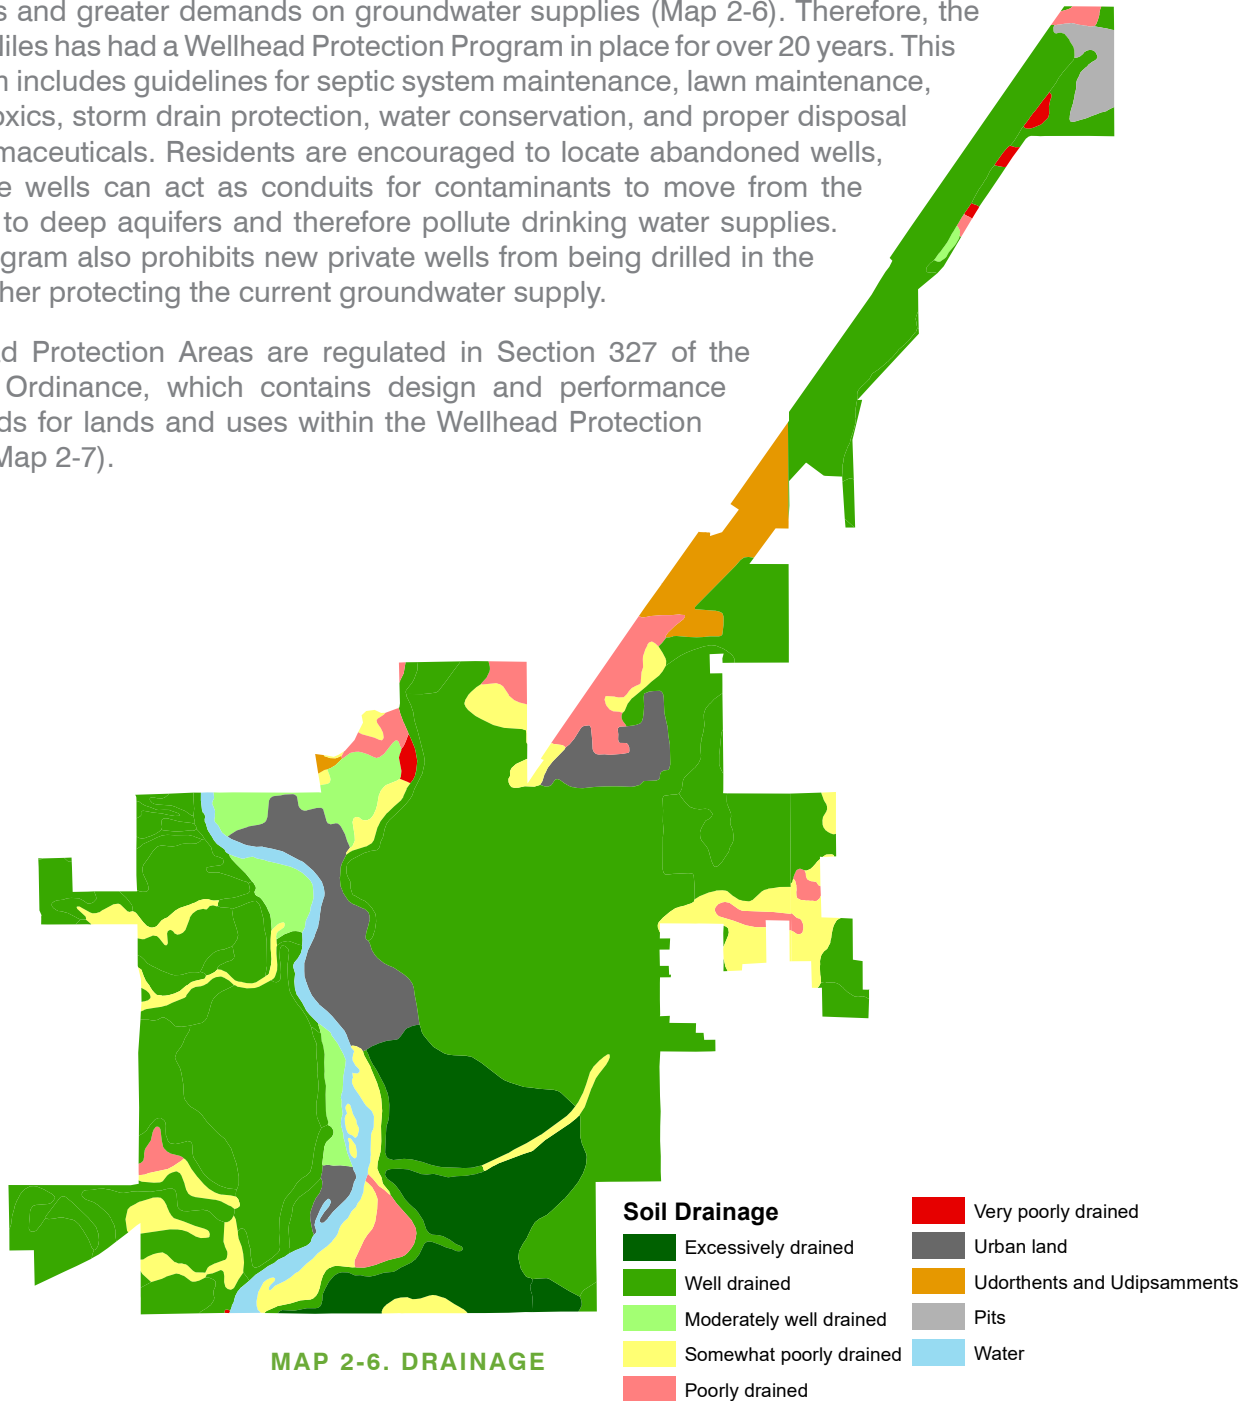 and greater demands on groundwater supplies (Map 2-6). Therefore, the
has had a Wellhead Protection Program in place for over 20 years. This
includes guidelines for septic system maintenance, lawn maintenance,
storm drain protection, water conservation, and proper disposal
Residents are encouraged to locate abandoned wells,
wells can act as conduits for contaminants to move from the
to deep aquifers and therefore pollute drinking water supplies.
also prohibits new private wells from being drilled in the
protecting the current groundwater supply.
Protection Areas are regulated in Section 327 of the
Ordinance, which contains design and performance
for lands and uses within the Wellhead Protection
Map 2-7).
Soil Drainage
Excessively drained
Well drained
Moderately well drained
Somewhat poorly drained
Poorly drained
Very poorly drained
Urban land
Udorthents and Udipsamments
Pits
Water
MAP 2-6. DRAINAGE